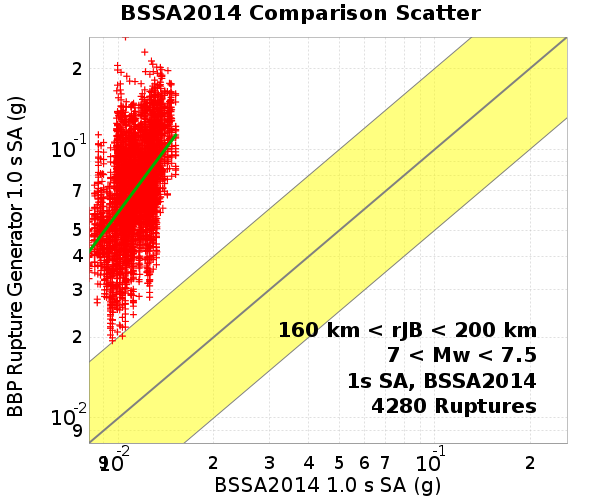 BSSA2014 Comparison Scatter
BBP Rupture Generator 1.0 s SA (g)
2
10-1
7
5
4
3
2
10-2
9
160 km < rJB < 200 km
7 < Mw < 7.5
1s SA, BSSA2014
4280 Ruptures
9 10-2 2 3 4 5 6 7 10-1 2
BSSA2014 1.0 s SA (g)